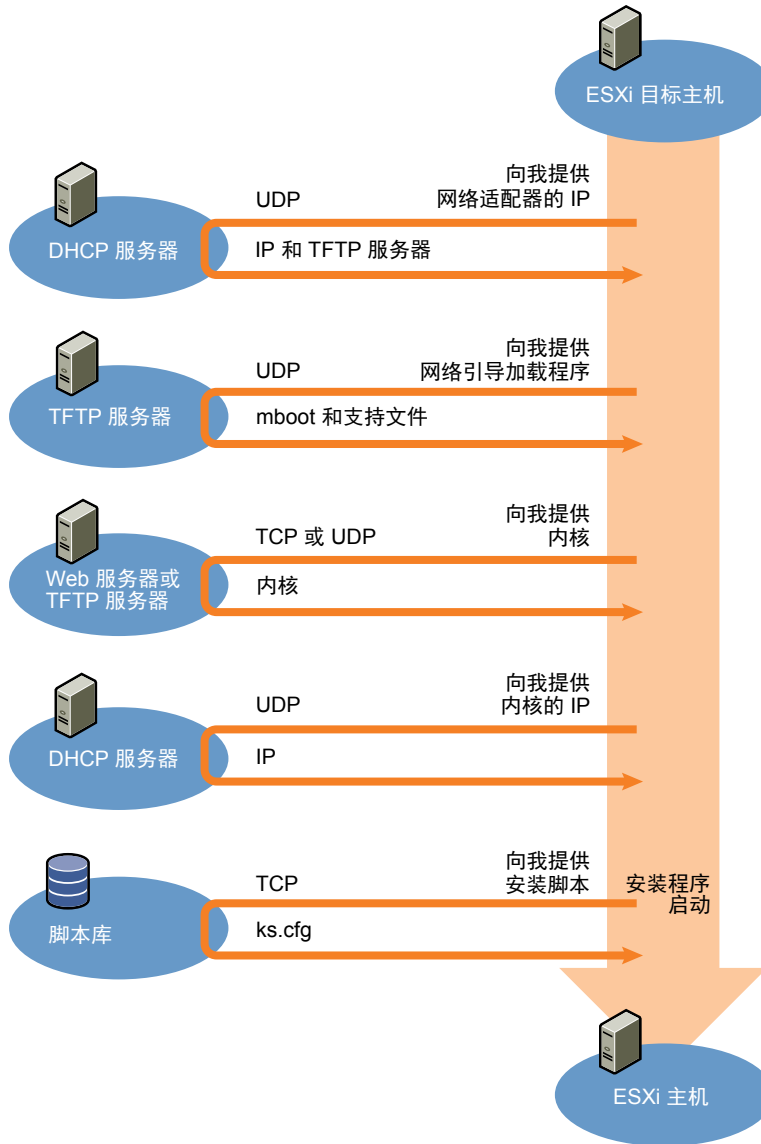 ESXi 目标主机
向我提供
网络适配器的 IP
UDP
DHCP 服务器
IP 和 TFTP 服务器
向我提供
网络引导加载程序
UDP
TFTP 服务器
mboot 和支持文件
向我提供
内核
TCP 或 UDP
Web 服务器或
TFTP 服务器
内核
向我提供
内核的 IP
UDP
DHCP 服务器
IP
向我提供
安装脚本
TCP
安装程序
启动
脚本库
ks.cfg
ESXi 主机